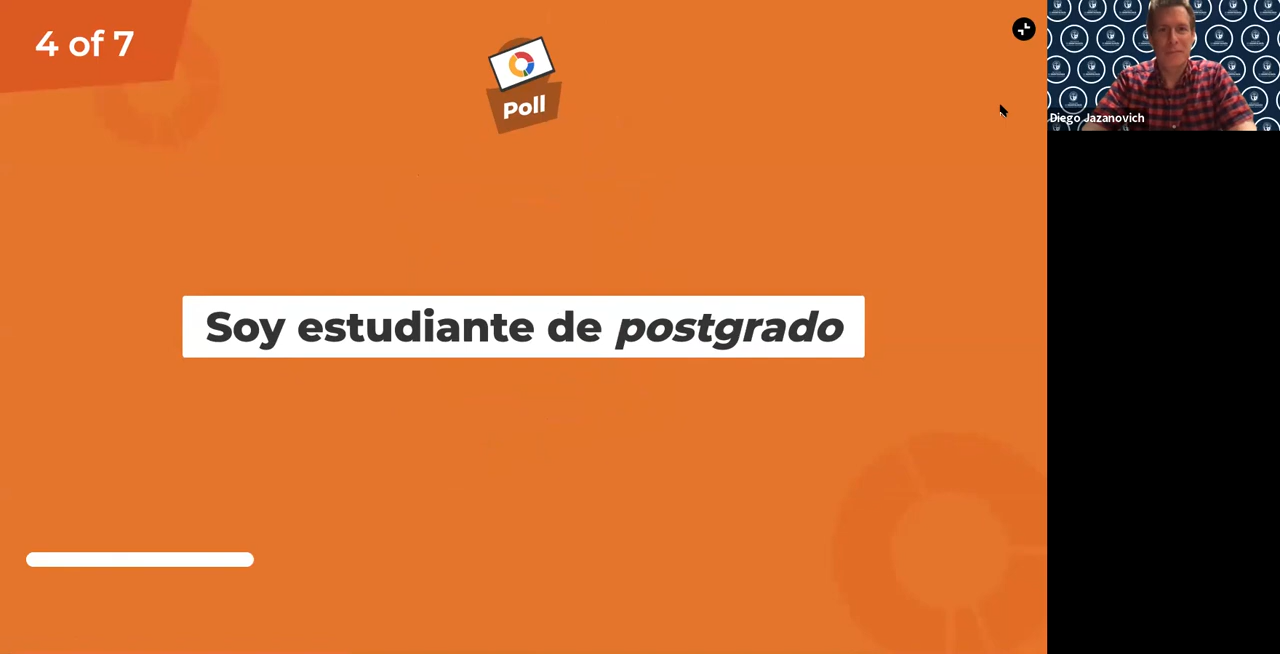 4 of 7
Poll
Diego Jazanovich
Soy estudiante de postgrado